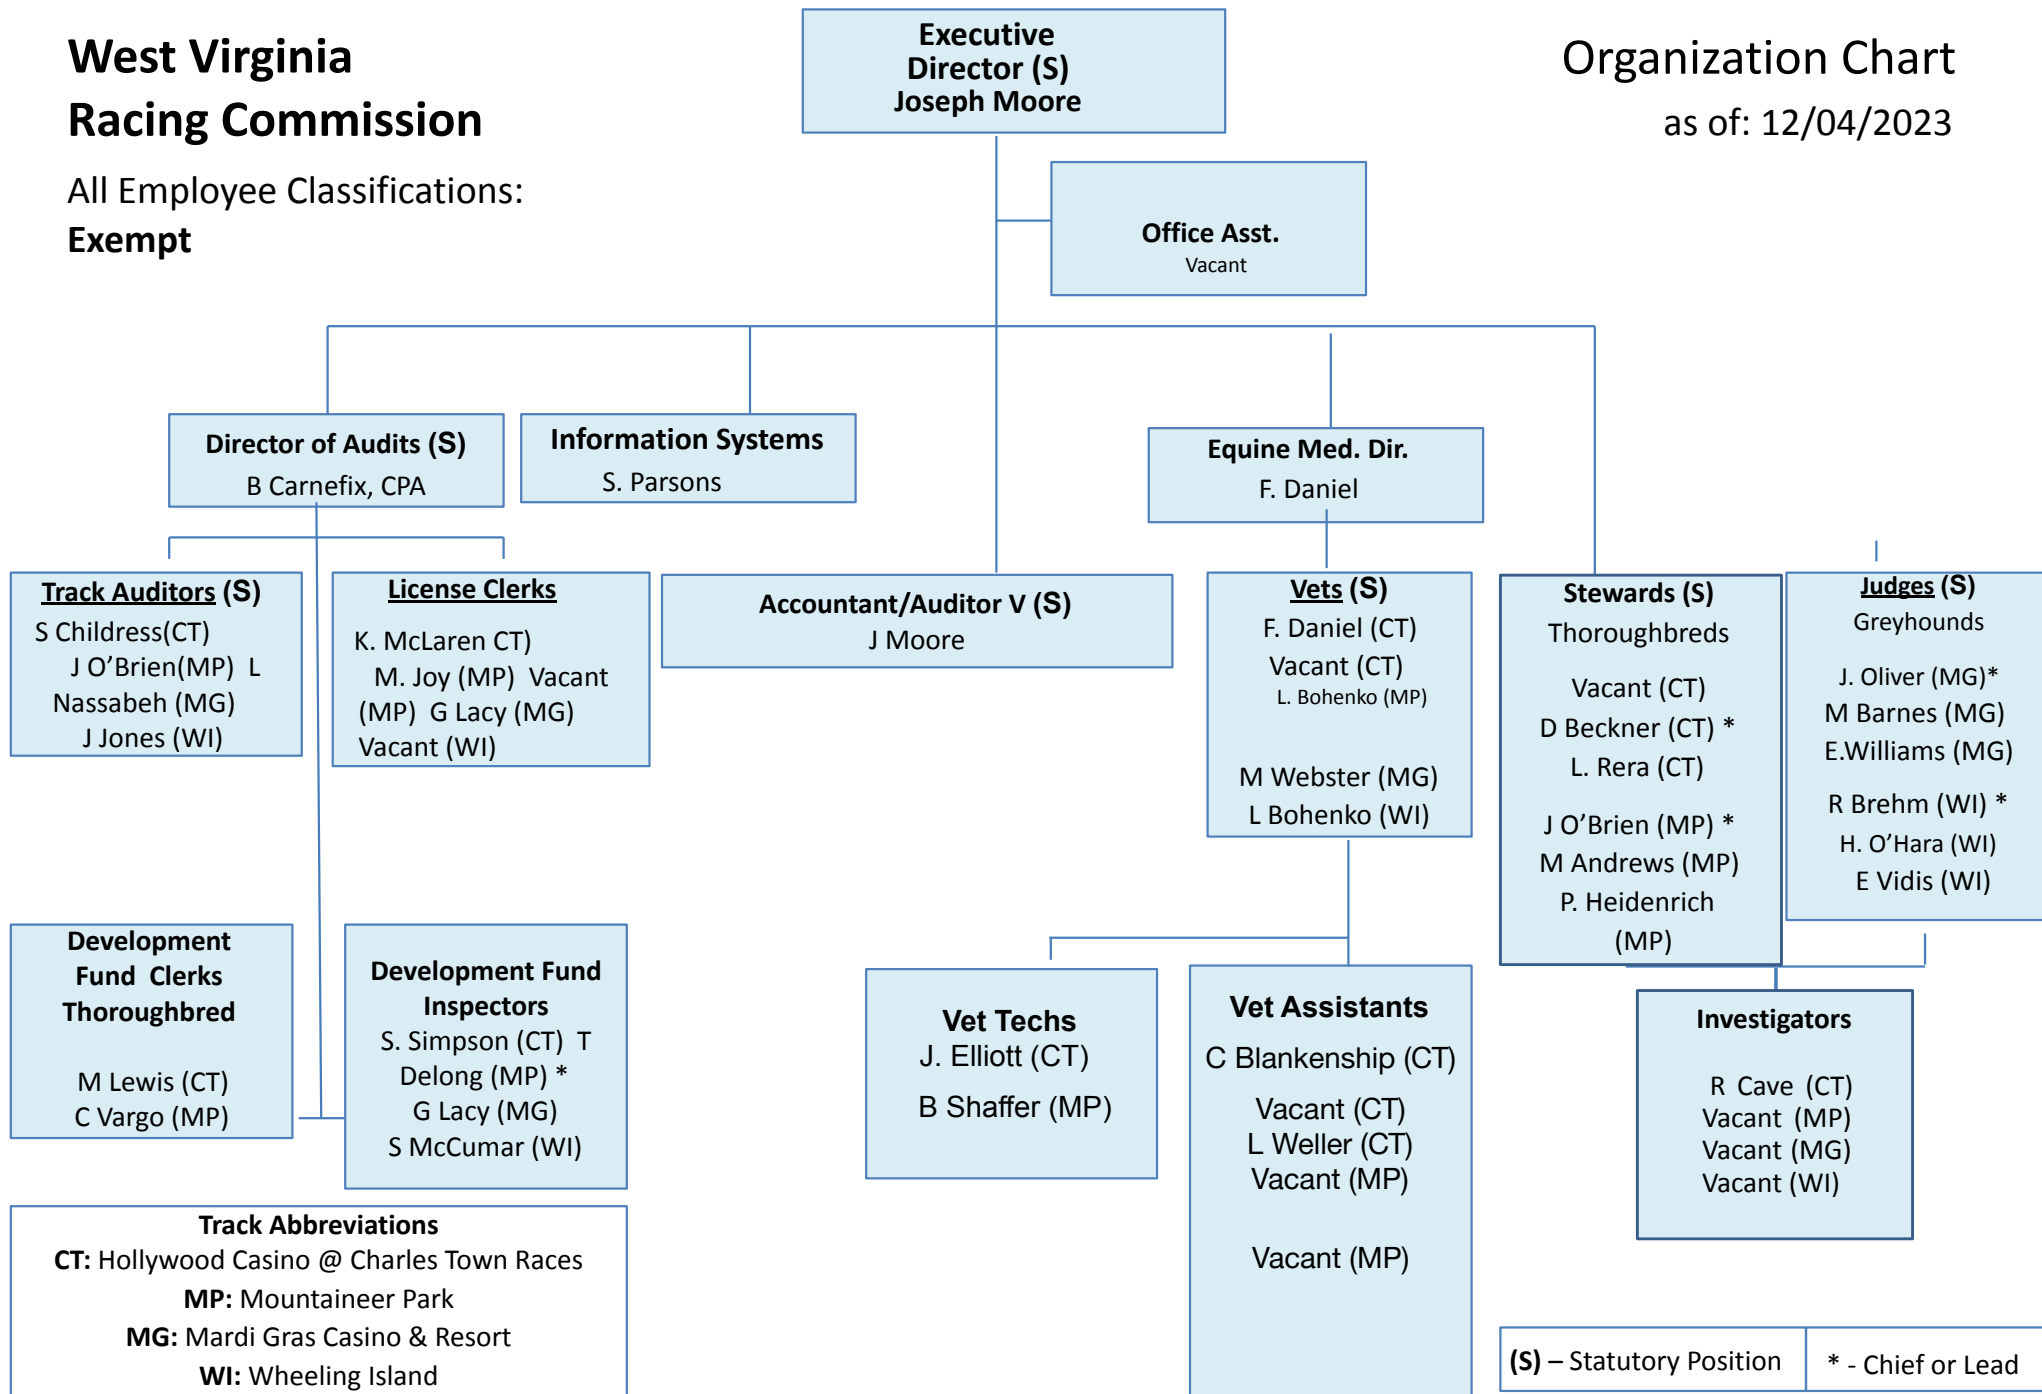 West Virginia
Racing Commission
All Employee Classifications:
Exempt
Executive
Director (S)
Joseph Moore
Organization Chart
as of: 12/04/2023
Office Asst.
Vacant
Director of Audits (S)
B Carnefix, CPA
Information Systems
S. Parsons
Equine Med. Dir.
F. Daniel
Track Auditors (S)
S Childress(CT)
J O'Brien(MP) L
Nassabeh (MG)
J Jones (WI)
License Clerks
K. McLaren CT)
M. Joy (MP) Vacant
(MP) G Lacy (MG)
Vacant (WI)
Accountant/Auditor V (S)
J Moore
Vets (S)
F. Daniel (CT)
Vacant (CT)
L. Bohenko (MP)
M Webster (MG)
L Bohenko (WI)
Stewards (S)
Thoroughbreds
Vacant (CT)
D Beckner (CT) *
L. Rera (CT)
J O'Brien (MP) *
M Andrews (MP)
P. Heidenrich
(MP)
Judges (S)
Greyhounds
J. Oliver (MG)*
M Barnes (MG)
E.Williams (MG)
R Brehm (WI) *
H. O'Hara (WI)
E Vidis (WI)
Development
Fund Clerks
Thoroughbred
M Lewis (CT)
C Vargo (MP)
Development Fund
Inspectors
S. Simpson (CT) T
Delong (MP) *
G Lacy (MG)
S McCumar (WI)
Vet Techs
J. Elliott (CT)
B Shaffer (MP)
Vet Assistants
C Blankenship (CT)
Vacant (CT)
L Weller (CT)
Vacant (MP)
Vacant (MP)
Investigators
R Cave (CT)
Vacant (MP)
Vacant (MG)
Vacant (WI)
Track Abbreviations
CT: Hollywood Casino @ Charles Town Races
MP: Mountaineer Park
MG: Mardi Gras Casino & Resort
WI: Wheeling Island
(S) – Statutory Position
* - Chief or Lead